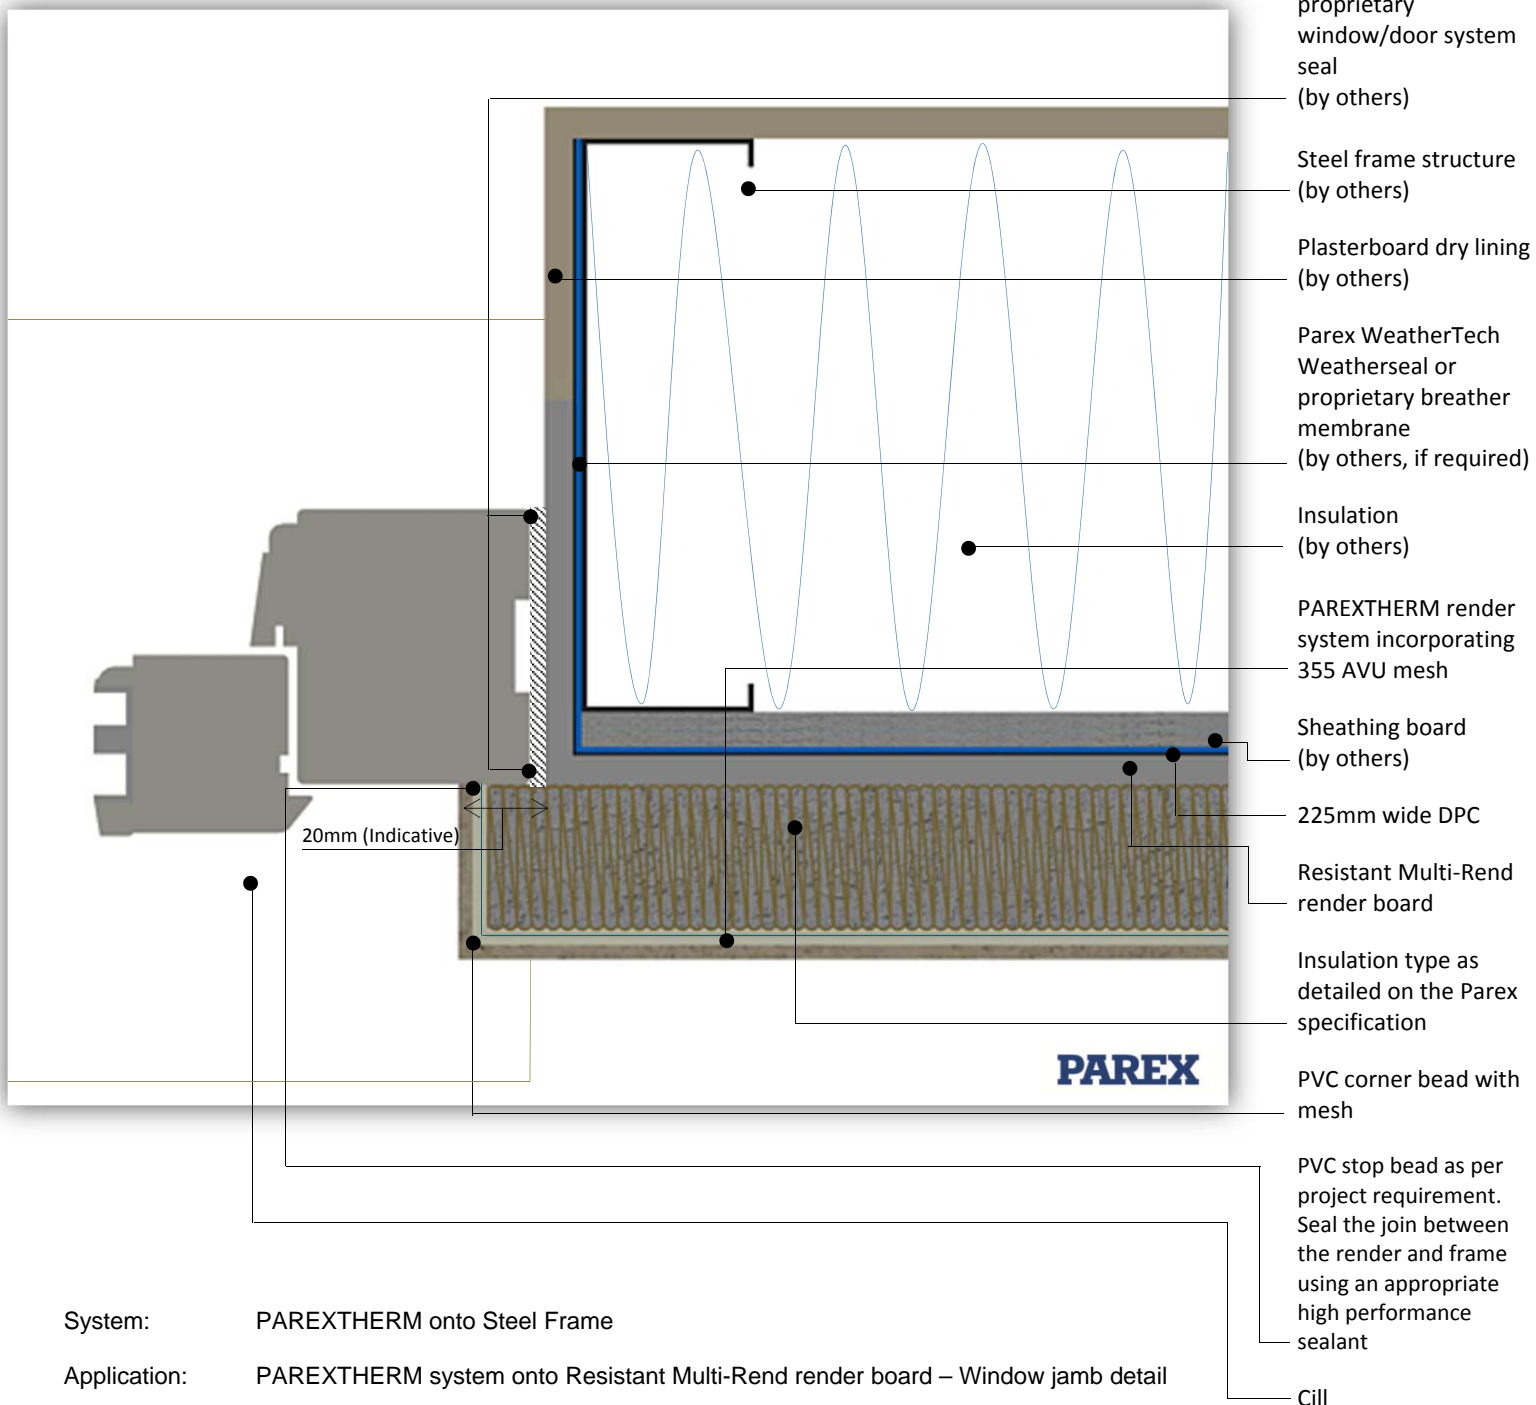 proprietary
window/door system
seal
(by others)
Steel frame structure
(by others)
Plasterboard dry lining
(by others)
Parex WeatherTech
Weatherseal or
proprietary breather
membrane
(by others, if required)
Insulation
(by others)
PAREXTHERM render
system incorporating
355 AVU mesh
Sheathing board
(by others)
20mm (Indicative)
225mm wide DPC
Resistant Multi-Rend
render board
Insulation type as
detailed on the Parex
specification
PAREX
PVC corner bead with
mesh
PVC stop bead as per
project requirement.
Seal the join between
the render and frame
using an appropriate
high performance
sealant
Cill
System: PAREXTHERM onto Steel Frame
Application: PAREXTHERM system onto Resistant Multi-Rend render board – Window jamb detail